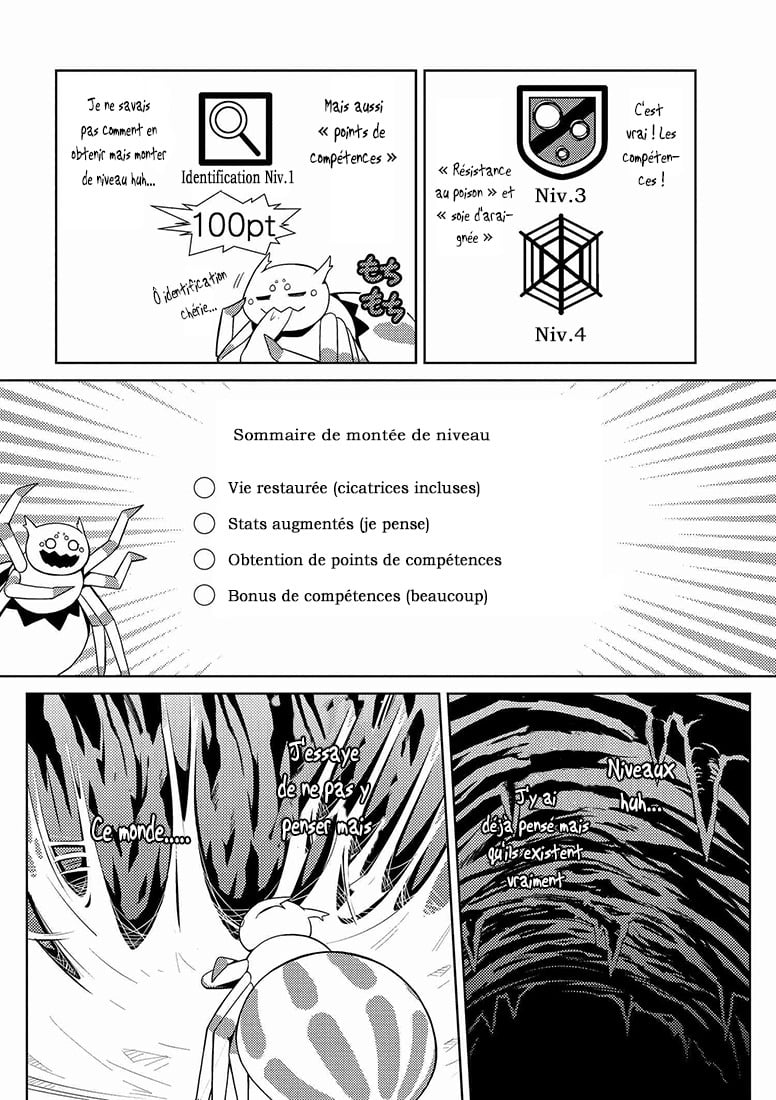 C'est
vrai ! Les
compéten-
ces !
Niv.3
« Résistance
au poison » et
« soie d'arai-
gnée »
Niv.4
Mais aussi
« points de
compétences »
Identification Niv.1
100pt
Je ne savais
pas comment en
obtenir mais monter
de niveau huh...
Ô identification
chérie...
もち
もち
Sommaire de montée de niveau
Vie restaurée (cicatrices incluses)
Stats augmentés (je pense)
Obtention de points de compétences
Bonus de compétences (beaucoup)
Niveaux
huh...
J'y ai
déjà pensé mais
qu'ils existent
vraiment
J'essaye
de ne pas y
penser mais
Ce monde.....